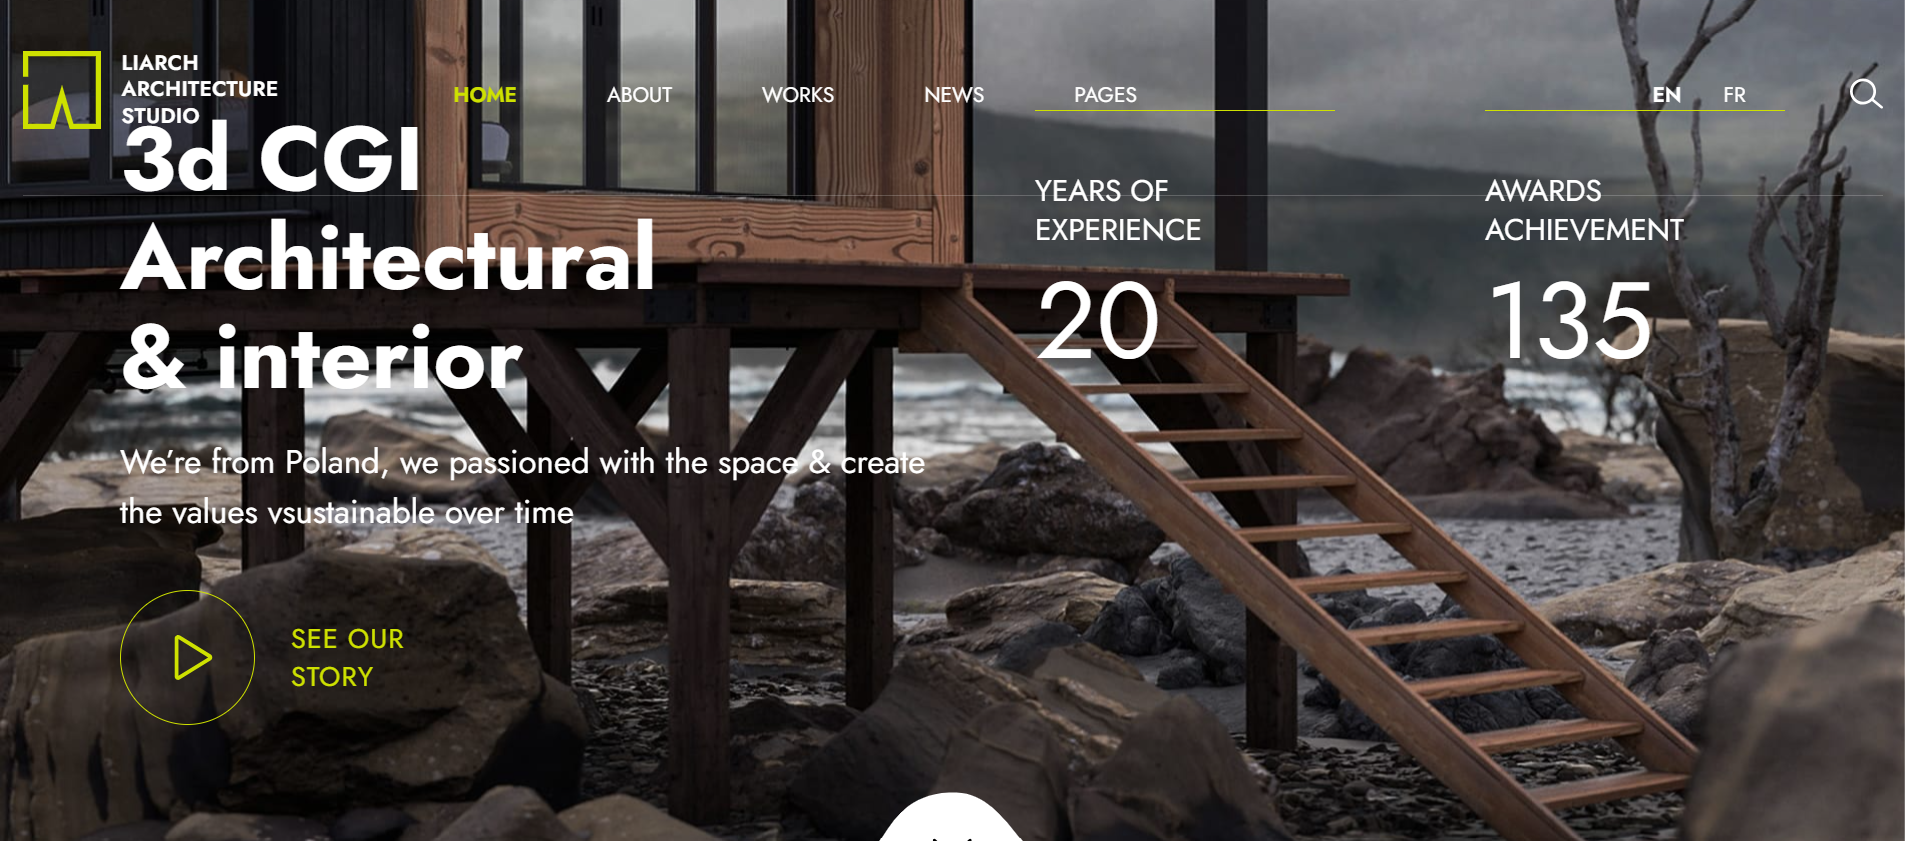 LIARCH
ARCHITECTURE
STUDIO
HOME
ABOUT
WORKS
NEWS
PAGES
EN
FR
3d CGI
Architectural
& interior
We’re from Poland, we passioned with the space & create
the values vsustainable over time
SEE OUR
STORY
YEARS OF
EXPERIENCE
20
AWARDS
ACHIEVEMENT
135